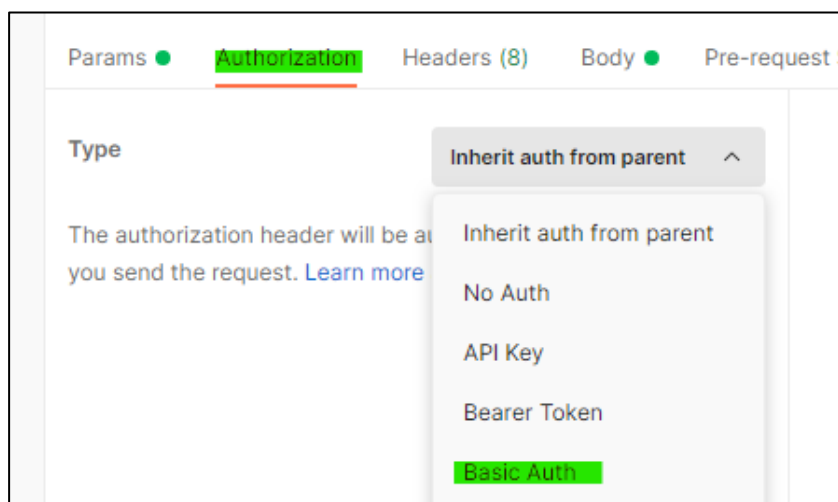 Params Authorization Headers (8) Body Pre-request
Type
Inherit auth from parent
The authorization header will be au
you send the request. Learn more
Inherit auth from parent
No Auth
API Key
Bearer Token
Basic Auth